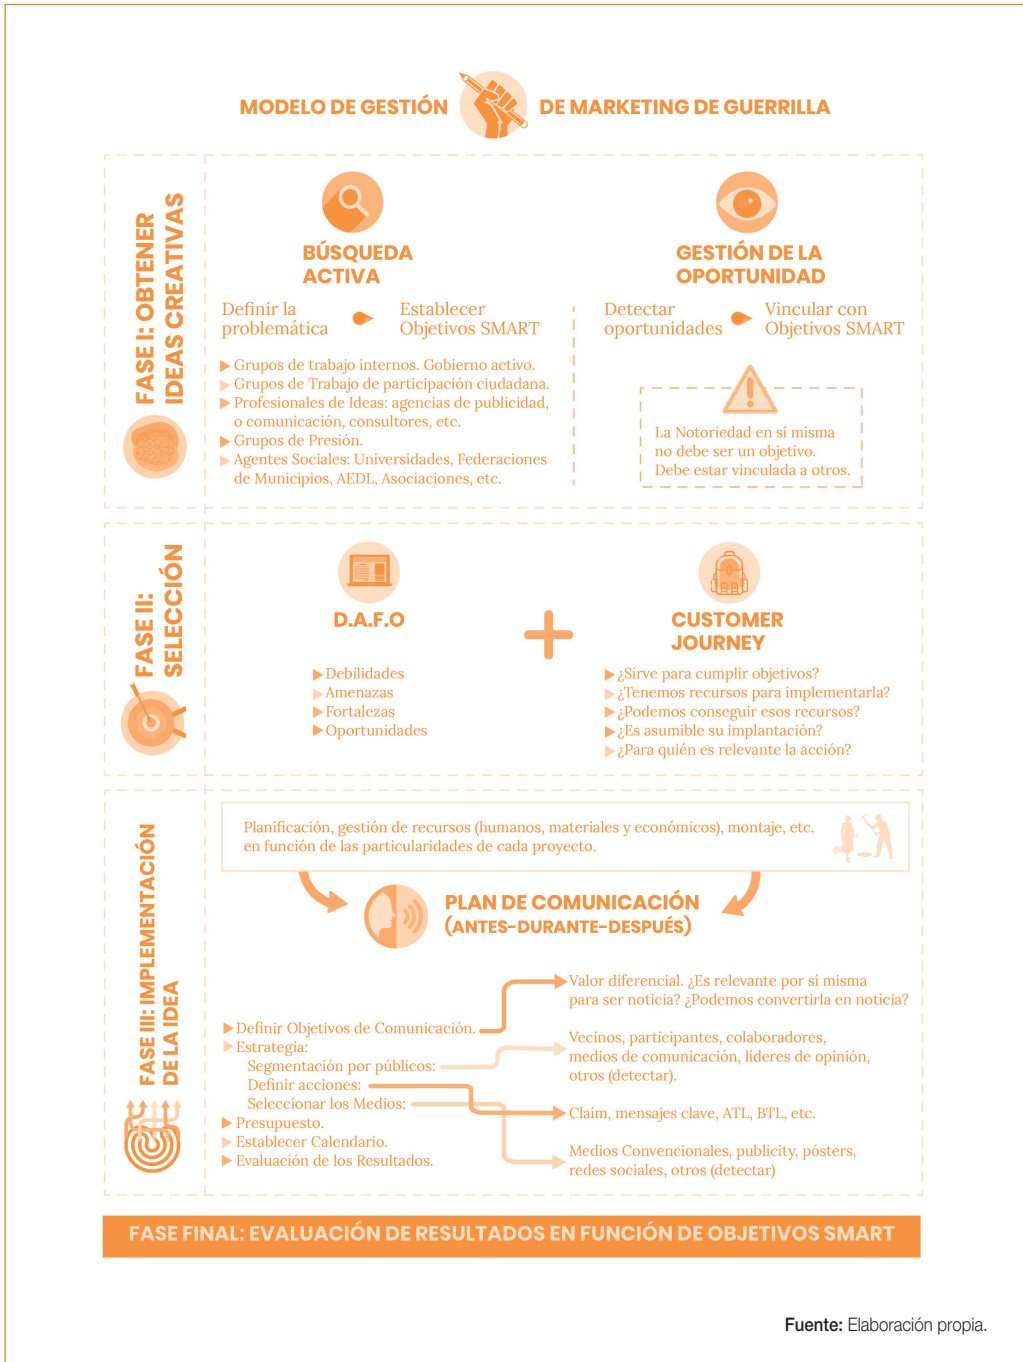 MODELO DE GESTIÓN DE MARKETING DE GUERRILLA
FASE I: OBTENER
IDEAS CREATIVAS
BÚSQUEDA
ACTIVA
Definir la
problemática
Establecer
Objetivos SMART
Grupos de trabajo internos. Gobierno activo.
Grupos de Trabajo de participación ciudadana.
Profesionales de Ideas: agencias de publicidad,
o comunicación, consultores, etc.
Grupos de Presión.
Agentes Sociales: Universidades, Federaciones
de Municipios, AEDL, Asociaciones, etc.
GESTIÓN DE LA
OPORTUNIDAD
Detectar
oportunidades
Vincular con
Objetivos SMART
La Notoriedad en sí misma
no debe ser un objetivo.
Debe estar vinculada a otros.
FASE II:
SELECCIÓN
D.A.F.O
Debilidades
Amenazas
Fortalezas
Oportunidades
CUSTOMER
JOURNEY
¿Sirve para cumplir objetivos?
¿Tenemos recursos para implementarla?
¿Podemos conseguir esos recursos?
¿Es asumible su implantación?
¿Para quién es relevante la acción?
FASE III: IMPLEMENTACIÓN
DE LA IDEA
Planificación, gestión de recursos (humanos, materiales y económicos), montaje, etc.
en función de las particularidades de cada proyecto.
PLAN DE COMUNICACIÓN
(ANTES-DURANTE-DESPUÉS)
Definir Objetivos de Comunicación.
Estrategia:
Segmentación por públicos:
Definir acciones:
Seleccionar los Medios:
Presupuesto.
Establecer Calendario.
Evaluación de los Resultados.
Valor diferencial. ¿Es relevante por sí misma
para ser noticia? ¿Podemos convertirla en noticia?
Vecinos, participantes, colaboradores,
medios de comunicación, líderes de opinión,
otros (detectar).
Claim, mensajes clave, ATL, BTL, etc.
Medios Convencionales, publicity, pósters,
redes sociales, otros (detectar)
FASE FINAL: EVALUACIÓN DE RESULTADOS EN FUNCIÓN DE OBJETIVOS SMART
Fuente: Elaboración propia.